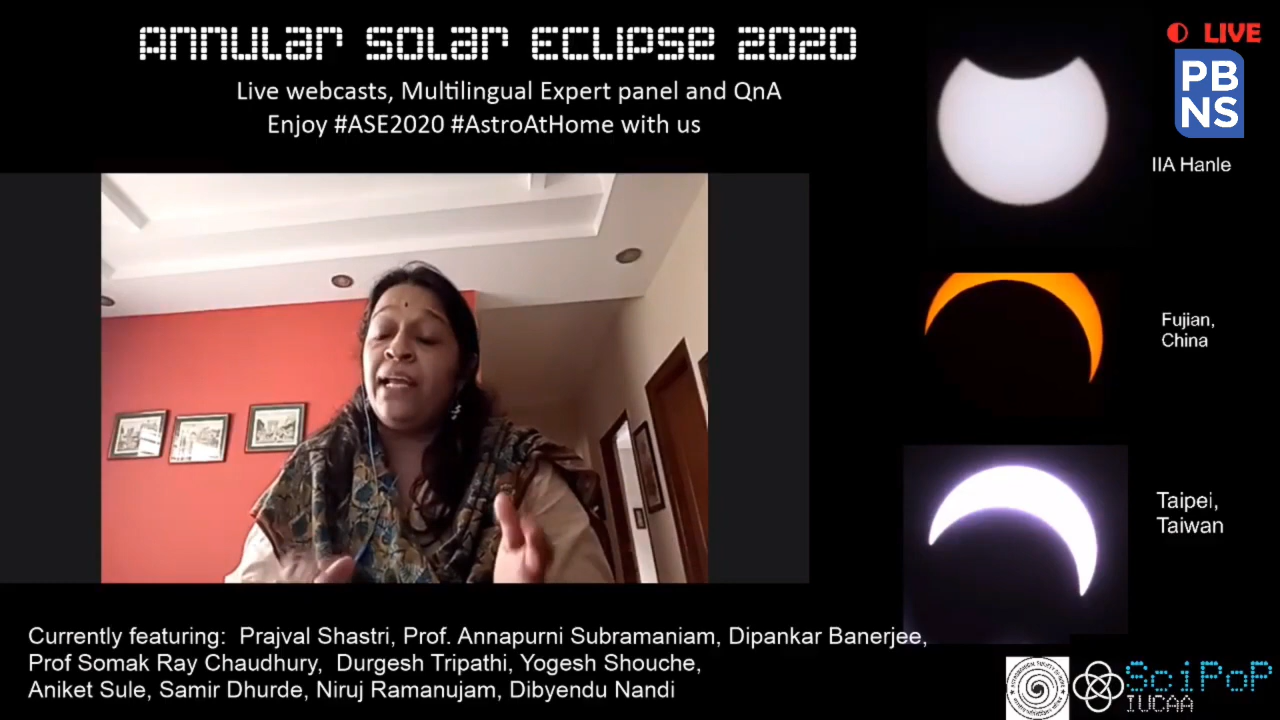 Annular Solar Eclipse 2020
Live webcasts, Multilingual Expert panel and QnA
Enjoy #ASE2020 #AstroAtHome with us
LIVE
PB
NS
IIA Hanle
Fujian,
China
Taipei,
Taiwan
Currently featuring: Prajval Shastri, Prof. Annapurni Subramaniam, Dipankar Banerjee,
Prof Somak Ray Chaudhury, Durgesh Tripathi, Yogesh Shouche,
Aniket Sule, Samir Dhurde, Niruj Ramanujam, Dibyendu Nandi
SciPoP
IUCAA